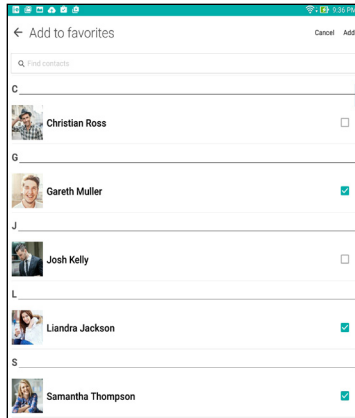 9:36 PM
Add to favorites
Cancel Add
Find contacts
C
Christian Ross
G
Gareth Muller
J
Josh Kelly
L
Liandra Jackson
S
Samantha Thompson